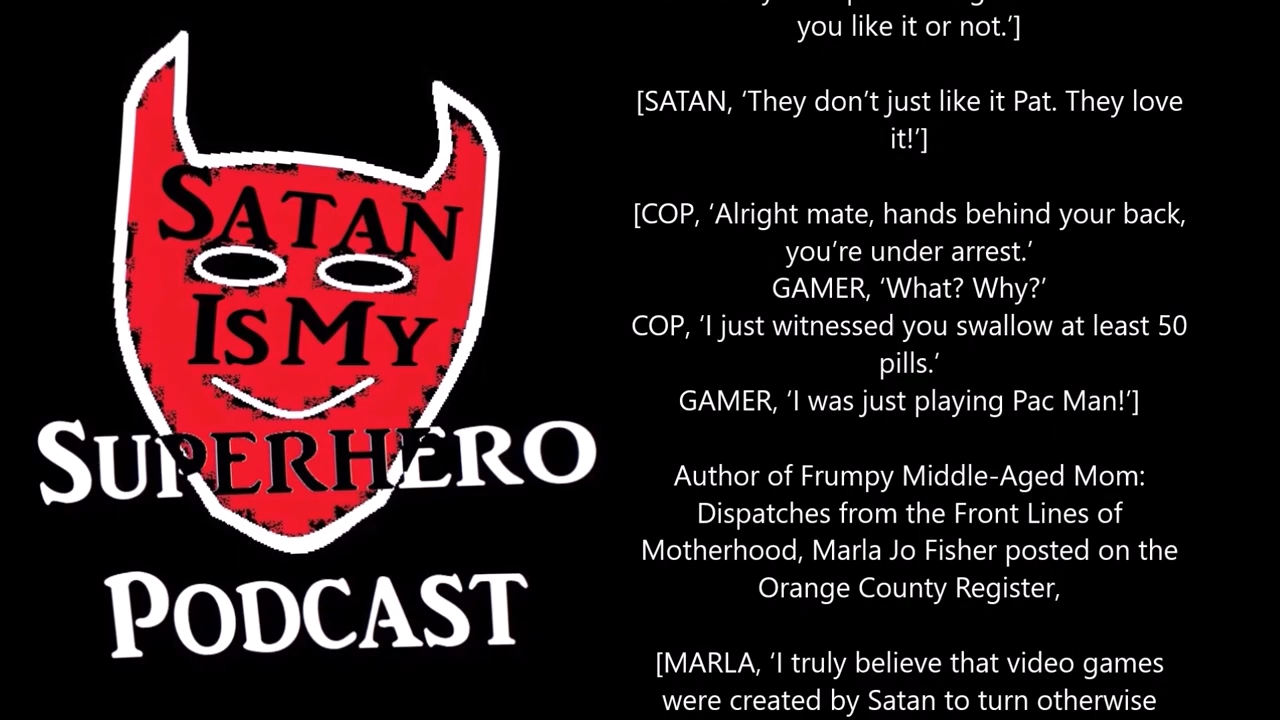 SATAN
IS MY
SUPERHERO
PODCAST
you like it or not.’]
[SATAN, ‘They don’t just like it Pat. They love
it!’]
[COP, ‘Alright mate, hands behind your back,
you’re under arrest.’
GAMER, ‘What? Why?’
COP, ‘I just witnessed you swallow at least 50
pills.’
GAMER, ‘I was just playing Pac Man!’]
Author of Frumpy Middle-Aged Mom:
Dispatches from the Front Lines of
Motherhood, Marla Jo Fisher posted on the
Orange County Register,
[MARLA, ‘I truly believe that video games
were created by Satan to turn otherwise